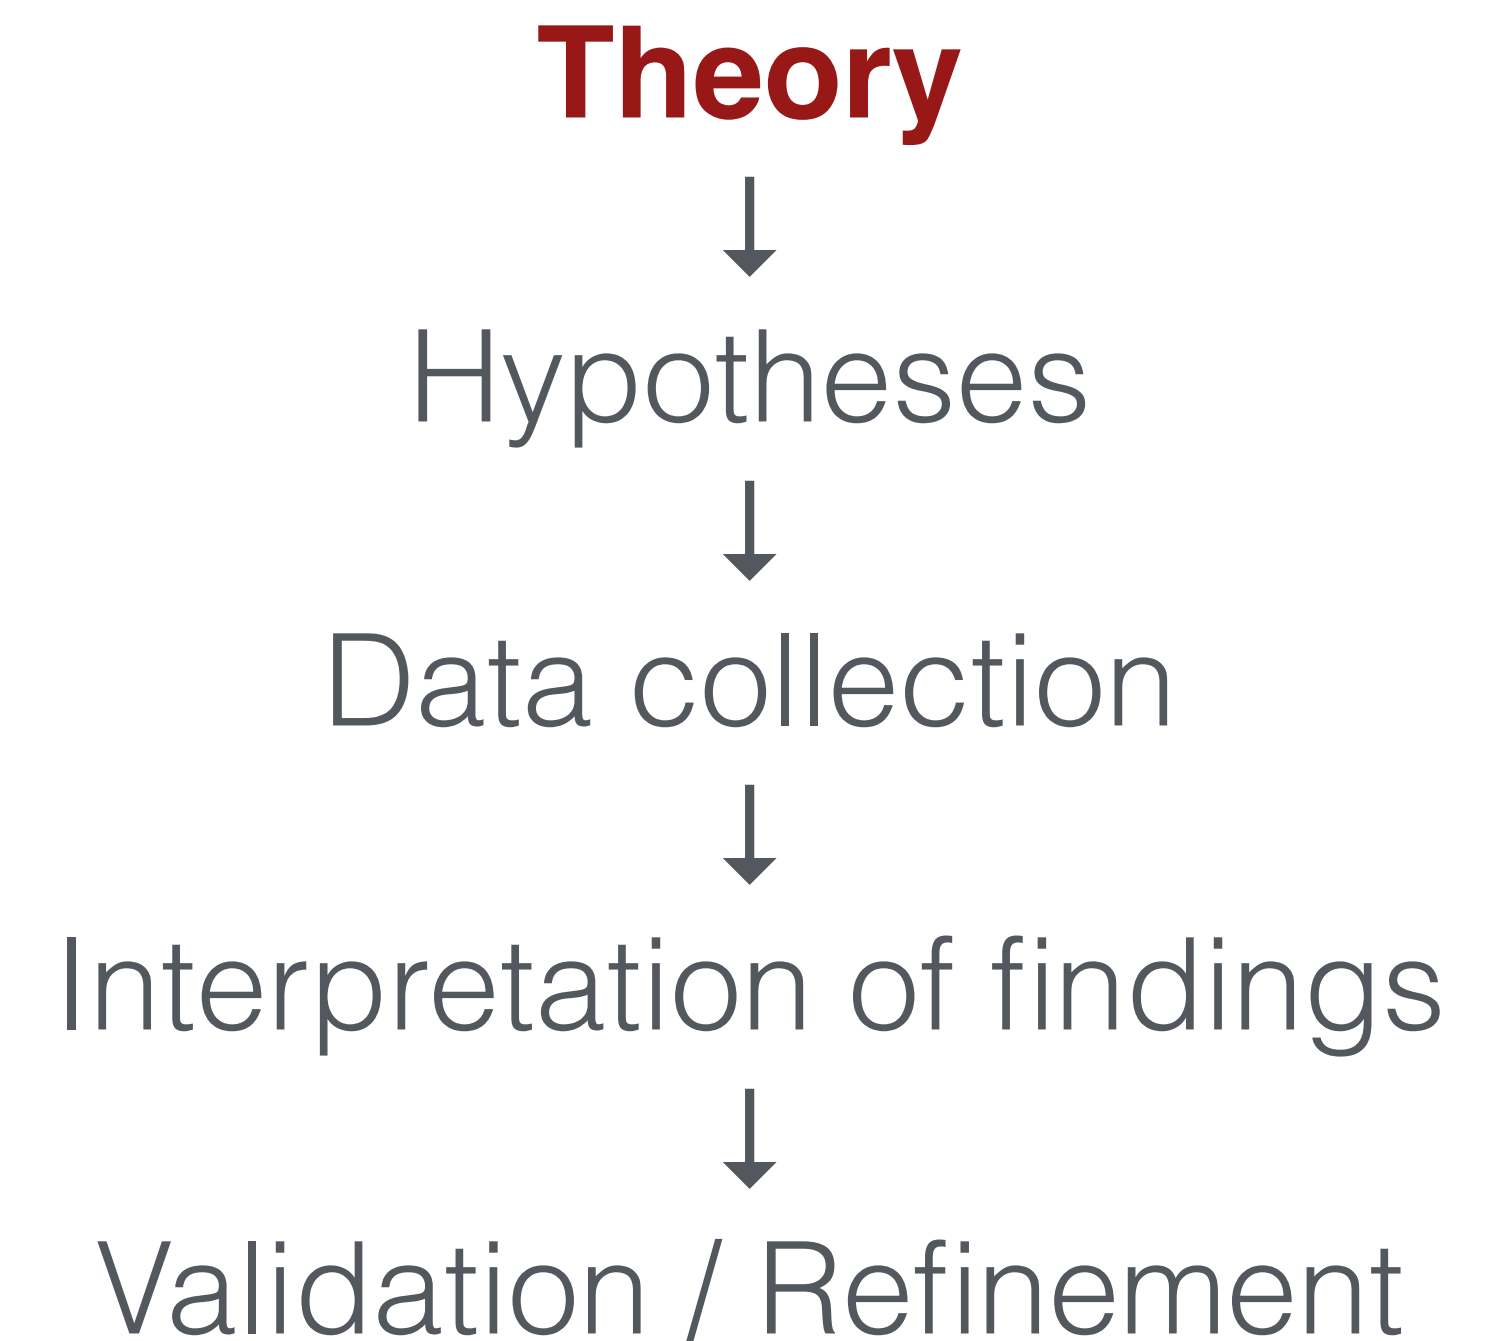 Theory
↓
Hypotheses
↓
Data collection
↓
Interpretation of findings
↓
Validation / Refinement